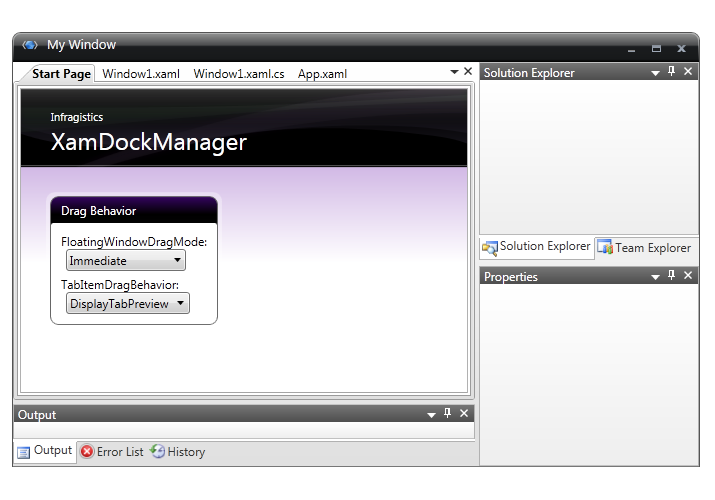 My Window
Start Page Window1.xaml Window1.xaml.cs App.xaml
Infragistics
XamDockManager
Drag Behavior
FloatingWindowDragMode:
Immediate
TabItemDragBehavior:
DisplayTabPreview
Output
Output Error List History
Solution Explorer
Solution Explorer Team Explorer
Properties